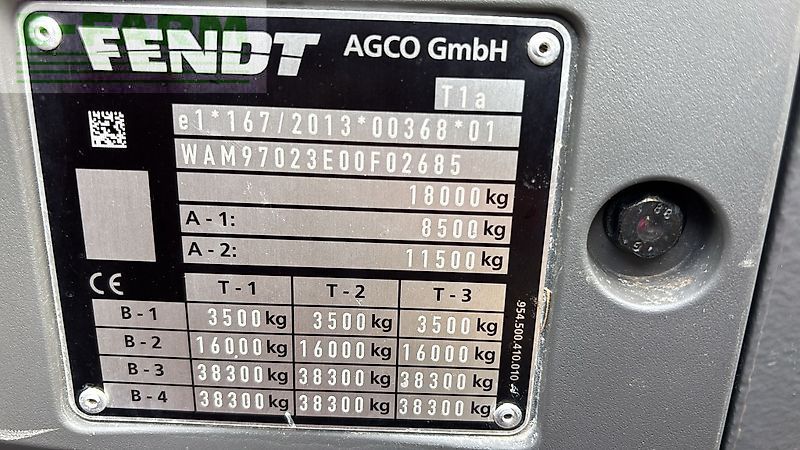 FENDT AGCO GmbH
T1a
e1*167/2013*00368*01
WAM97023E00F02685
18000 kg
A - 1: 8500 kg
A - 2: 11500 kg
CE T - 1 T - 2 T - 3
B - 1 3500 kg 3500 kg 3500 kg
B - 2 16000 kg 16000 kg 16000 kg
B - 3 38300 kg 38300 kg 38300 kg
B - 4 38300 kg 38300 kg 38300 kg
954.500.410.010
FARM